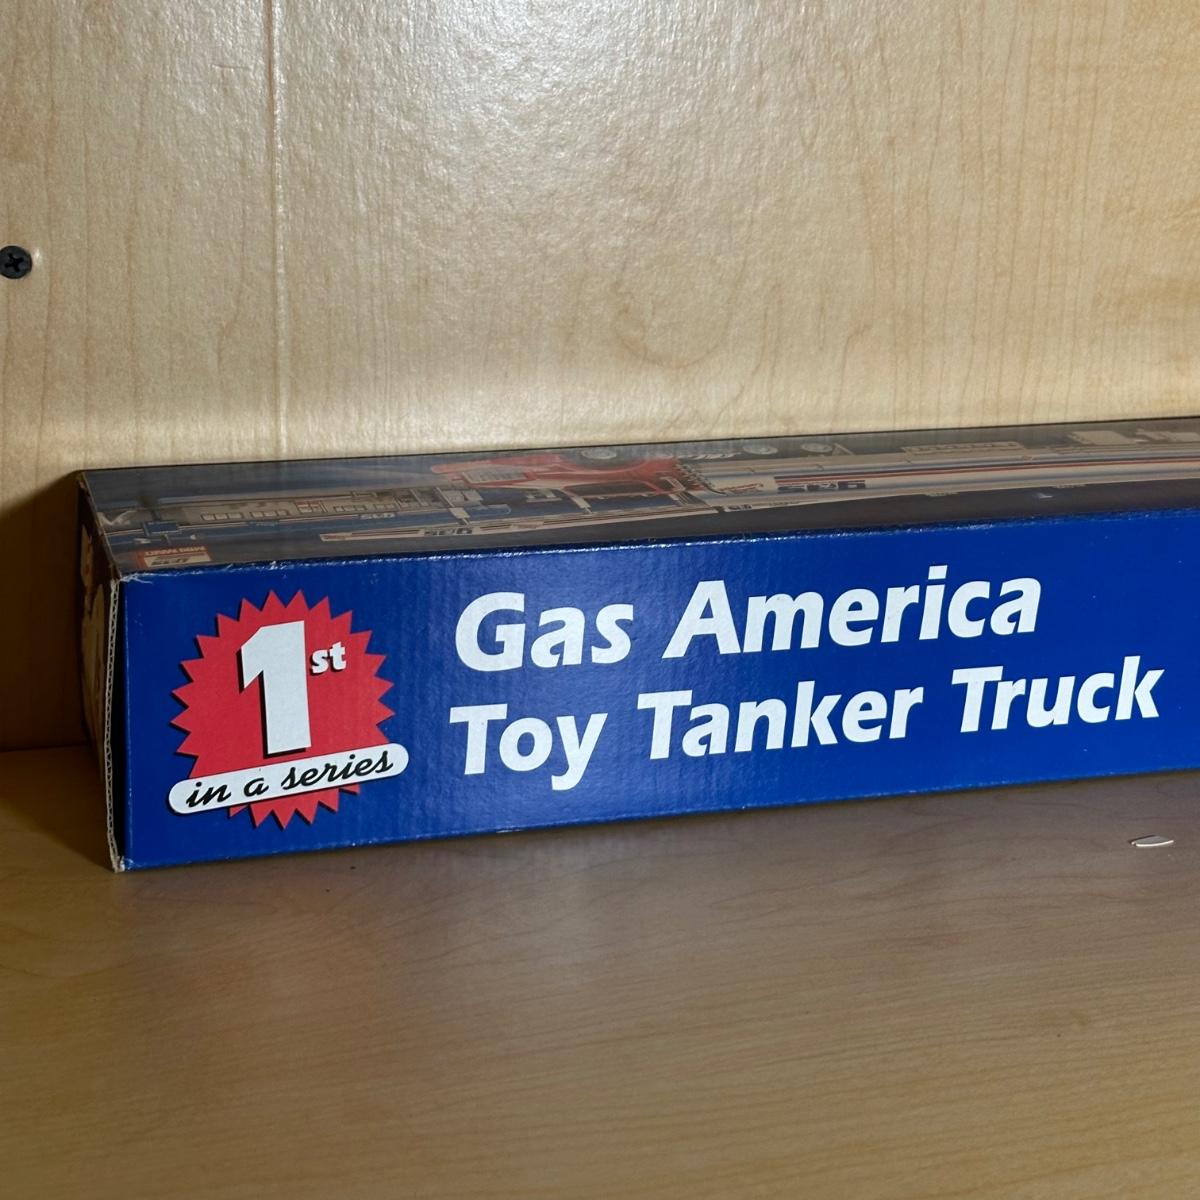 1st
in a series
Gas America
Toy Tanker Truck